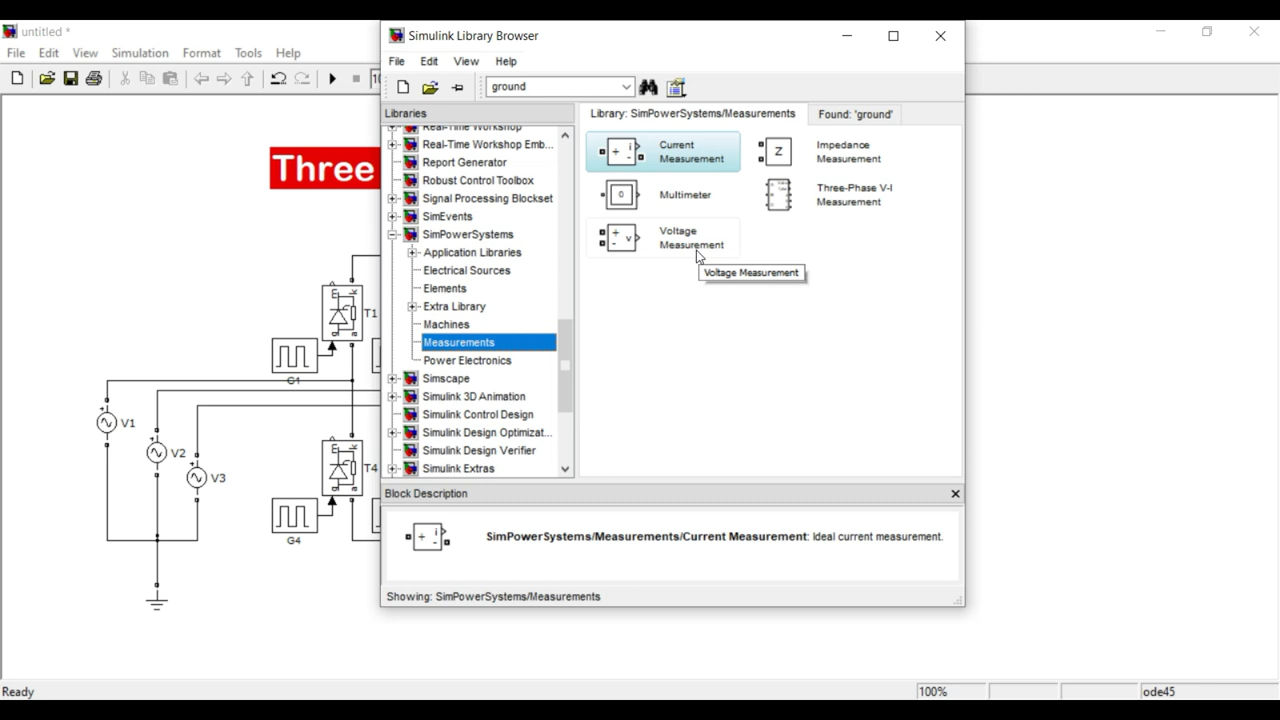 untitled *
File Edit View Simulation Format Tools Help
10
Three
T1
G1
V1
V2
V3
T4
G4
Ready
100%
ode45
Simulink Library Browser
File Edit View Help
ground
Libraries
Real-Time Workshop
Real-Time Workshop Emb...
Report Generator
Robust Control Toolbox
Signal Processing Blockset
SimEvents
SimPowerSystems
Application Libraries
Electrical Sources
Elements
Extra Library
Machines
Measurements
Power Electronics
Simscape
Simulink 3D Animation
Simulink Control Design
Simulink Design Optimizat...
Simulink Design Verifier
Simulink Extras
Library: SimPowerSystems/Measurements
Found: 'ground'
+ i -
Current
Measurement
Z
Impedance
Measurement
0
Multimeter
Three-Phase V-I
Measurement
+ v -
Voltage
Measurement
Voltage Measurement
Block Description
+ i -
SimPowerSystems/Measurements/Current Measurement: Ideal current measurement.
Showing: SimPowerSystems/Measurements